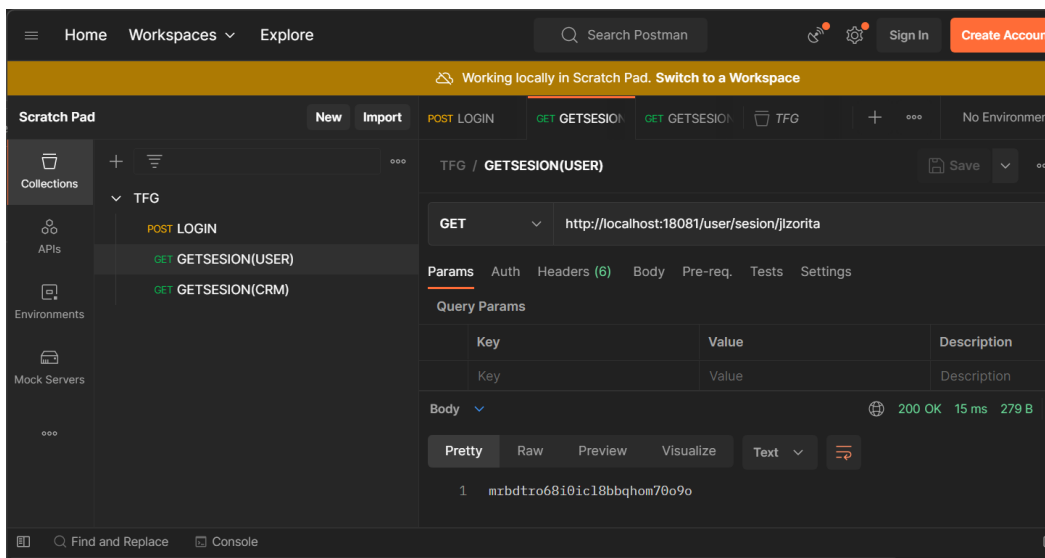 Home Workspaces Explore Search Postman Sign In Create Accour
Working locally in Scratch Pad. Switch to a Workspace
Scratch Pad New Import POST LOGIN GET GETSESION GET GETSESION TFG No Environmer
Collections
TFG / GETSESION(USER) Save
TFG
POST LOGIN
GET http://localhost:18081/user/sesion/jlzorita
APIs
GET GETSESION(USER)
Params Auth Headers (6) Body Pre-req. Tests Settings
GET GETSESION(CRM)
Environments
Query Params
Key Value Description
Mock Servers
Key Value Description
Body 200 OK 15 ms 279 B
Pretty Raw Preview Visualize Text
1 mrbdtro68i0icl8bbqhom70o9o
Find and Replace Console